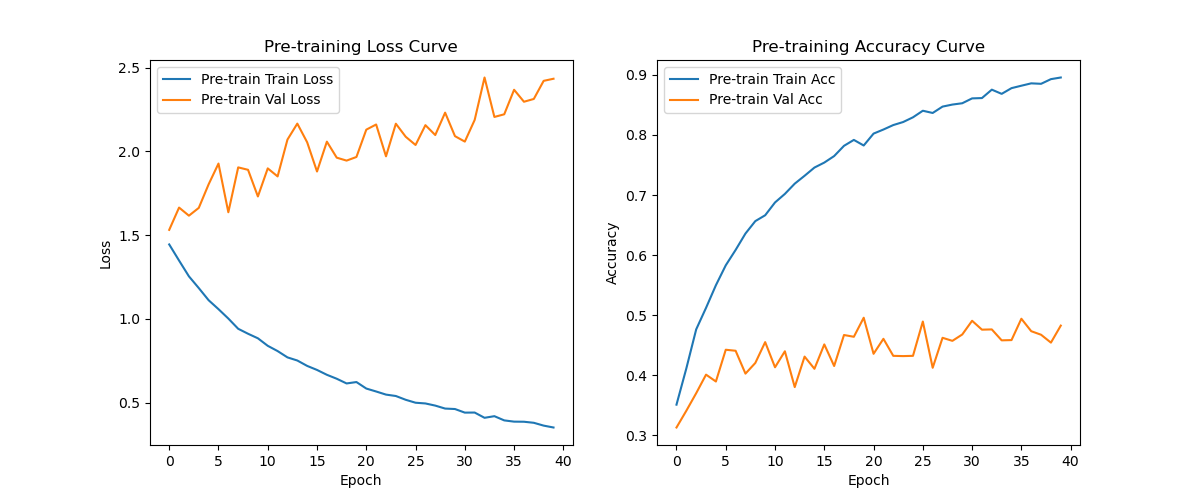 Pre-training Loss Curve
Pre-train Train Loss
Pre-train Val Loss
2.5
2.0
1.5
1.0
0.5
Loss
0 5 10 15 20 25 30 35 40
Epoch
Pre-training Accuracy Curve
Pre-train Train Acc
Pre-train Val Acc
0.9
0.8
0.7
0.6
0.5
0.4
0.3
Accuracy
0 5 10 15 20 25 30 35 40
Epoch